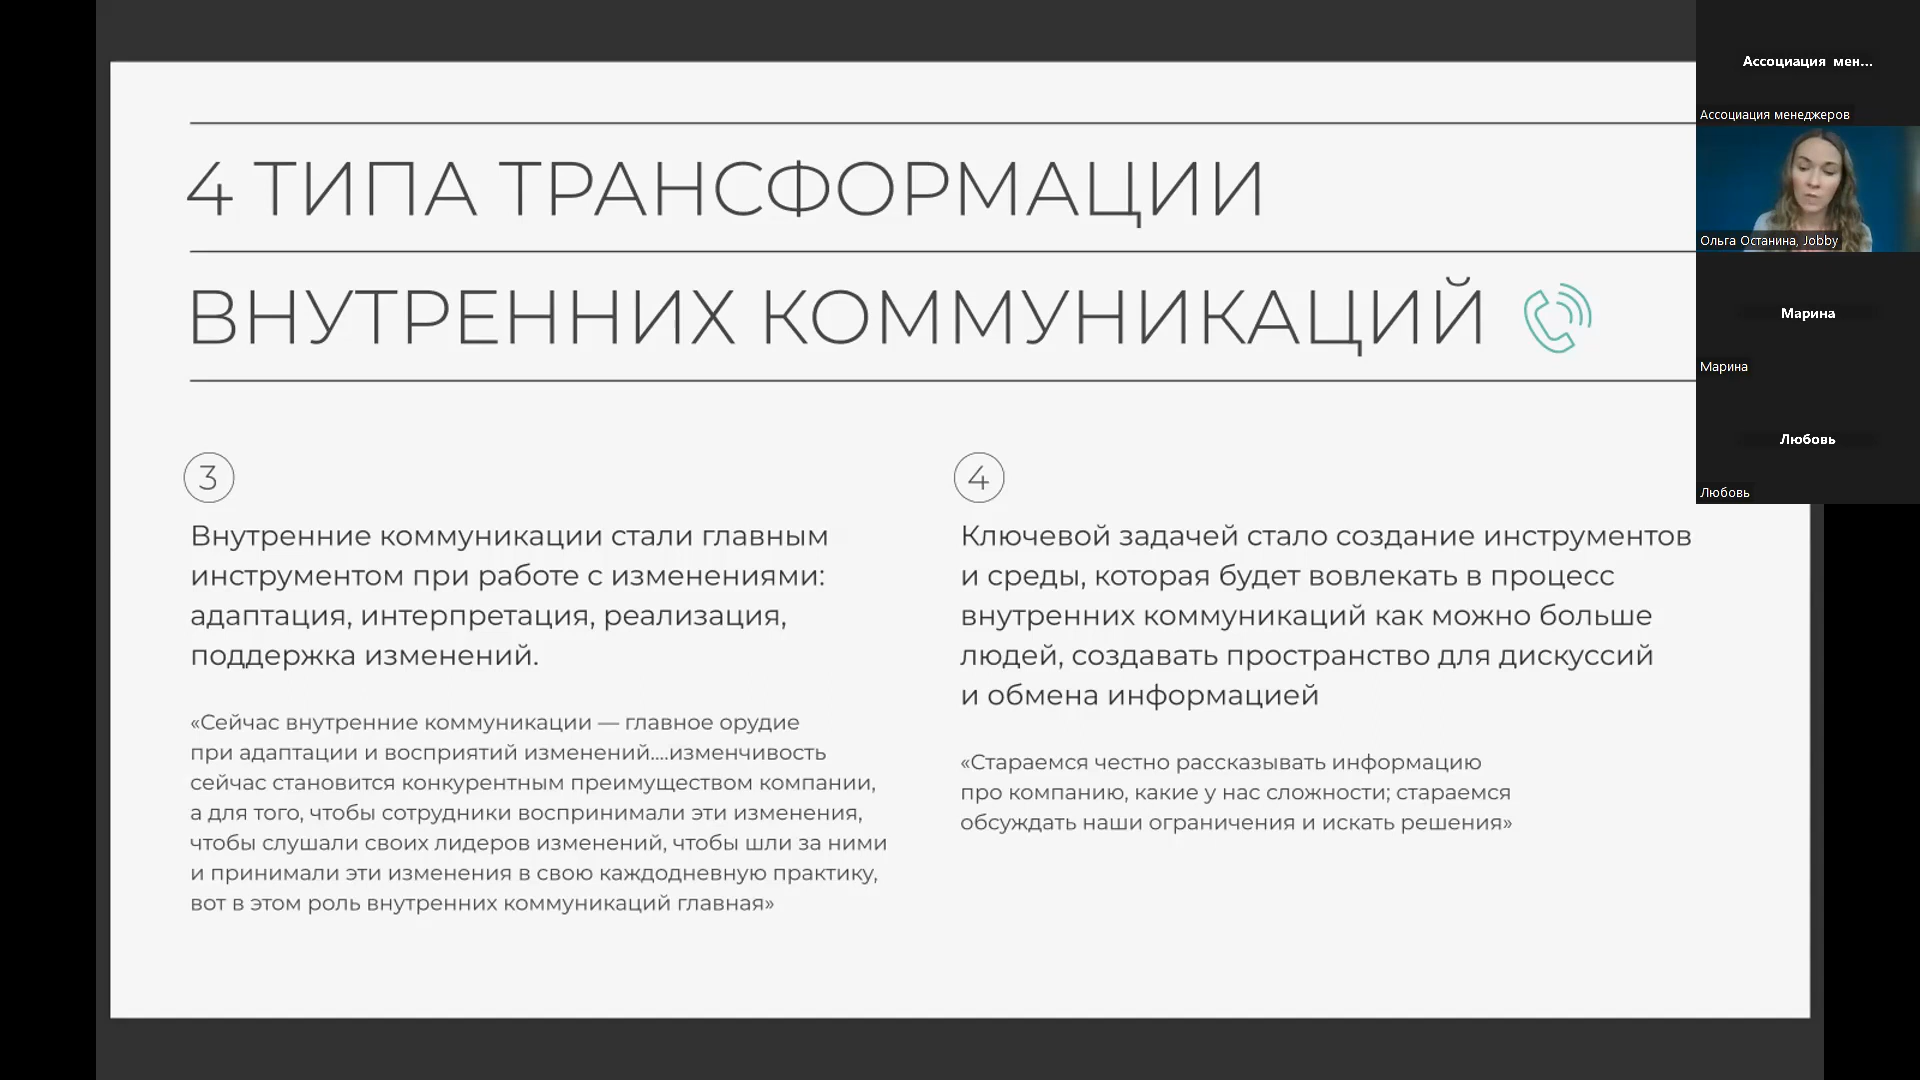 4 ТИПА ТРАНСФОРМАЦИИ
ВНУТРЕННИХ КОММУНИКАЦИЙ
3
Внутренние коммуникации стали главным
инструментом при работе с изменениями:
адаптация, интерпретация, реализация,
поддержка изменений.
«Сейчас внутренние коммуникации — главное орудие
при адаптации и восприятий изменений....изменчивость
сейчас становится конкурентным преимуществом компании,
а для того, чтобы сотрудники воспринимали эти изменения,
чтобы слушали своих лидеров изменений, чтобы шли за ними
и принимали эти изменения в свою каждодневную практику,
вот в этом роль внутренних коммуникаций главная»
4
Ключевой задачей стало создание инструментов
и среды, которая будет вовлекать в процесс
внутренних коммуникаций как можно больше
людей, создавать пространство для дискуссий
и обмена информацией
«Стараемся честно рассказывать информацию
про компанию, какие у нас сложности; стараемся
обсуждать наши ограничения и искать решения»
Ассоциация мен...
Ассоциация менеджеров
Ольга Останина, Jobby
Марина
Марина
Любовь
Любовь